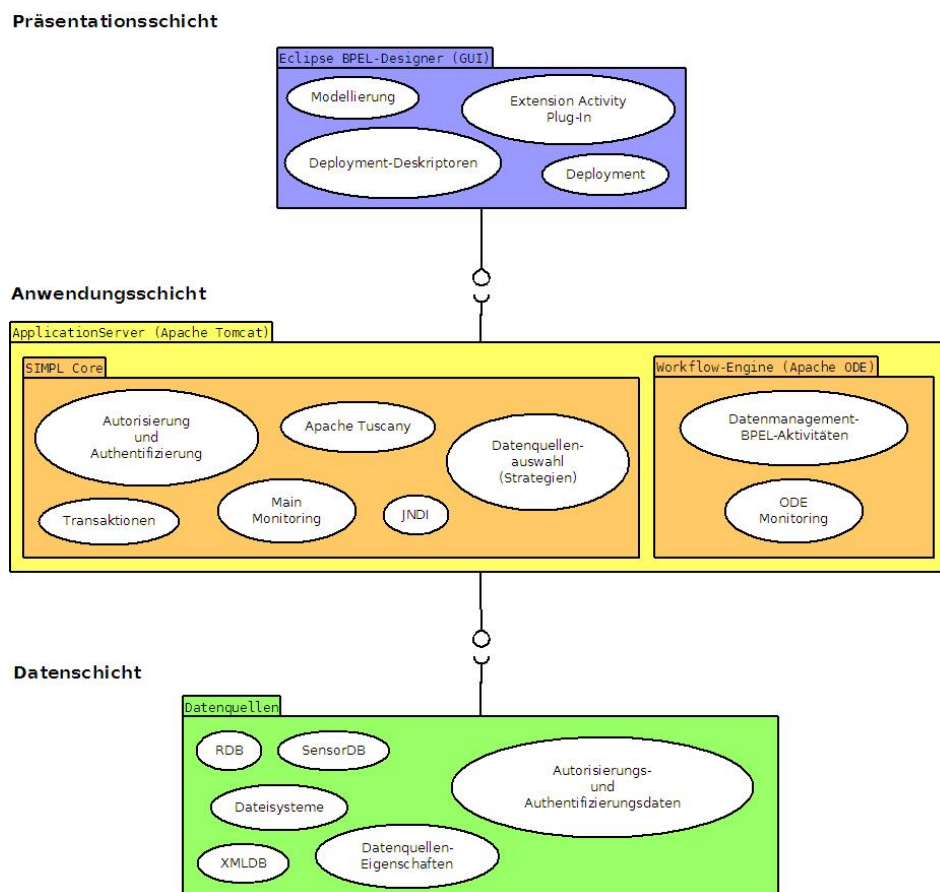 Präsentationsschicht
Eclipse BPEL-Designer (GUI)
Modellierung
Extension Activity
Plug-In
Deployment-Deskriptoren
Deployment
Anwendungsschicht
ApplicationServer (Apache Tomcat)
SIMPL Core
Autorisierung
und
Authentifizierung
Apache Tuscany
Datenquellen-
auswahl
(Strategien)
Transaktionen
Main
Monitoring
JNDI
Workflow-Engine (Apache ODE)
Datenmanagement-
BPEL-Aktivitäten
ODE
Monitoring
Datenschicht
Datenquellen
RDB
SensorDB
Autorisierungs-
und
Authentifizierungsdaten
Dateisysteme
XMLDB
Datenquellen-
Eigenschaften